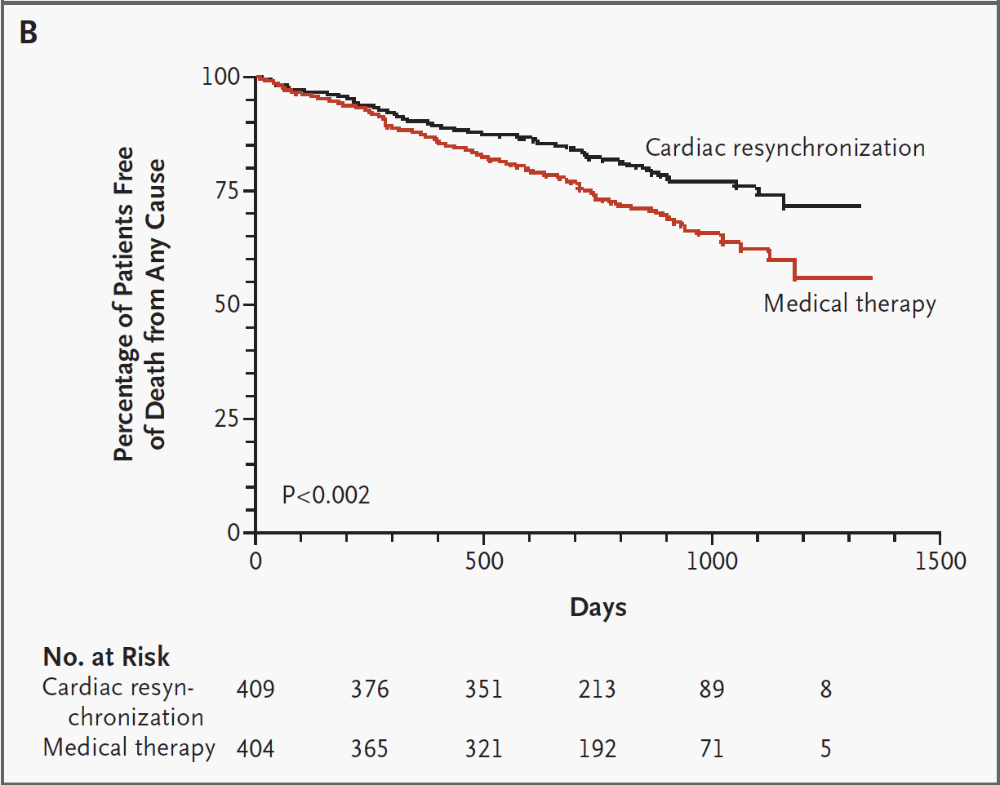 B
Percentage of Patients Free
of Death from Any Cause
100
75
50
25
0
Cardiac resynchronization
Medical therapy
P<0.002
0 500 1000 1500
Days
No. at Risk
Cardiac resyn- 409 376 351 213 89 8
chronization
Medical therapy 404 365 321 192 71 5